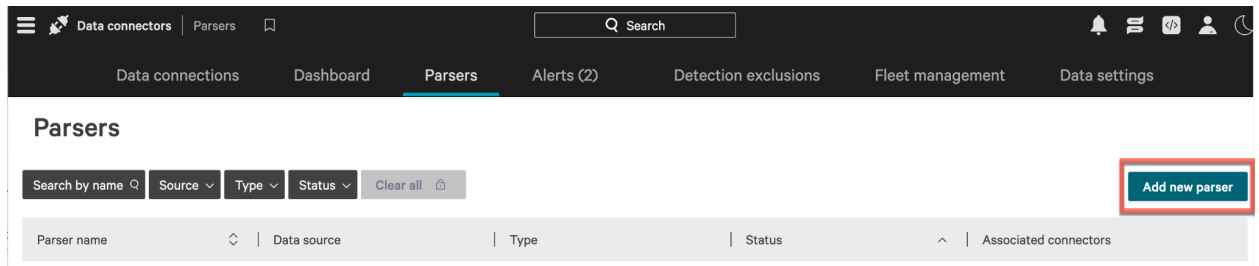 Data connectors | Parsers
Search
Data connections Dashboard Parsers Alerts (2) Detection exclusions Fleet management Data settings
Parsers
Search by name Source Type Status Clear all
Add new parser
Parser name | Data source | Type | Status | Associated connectors